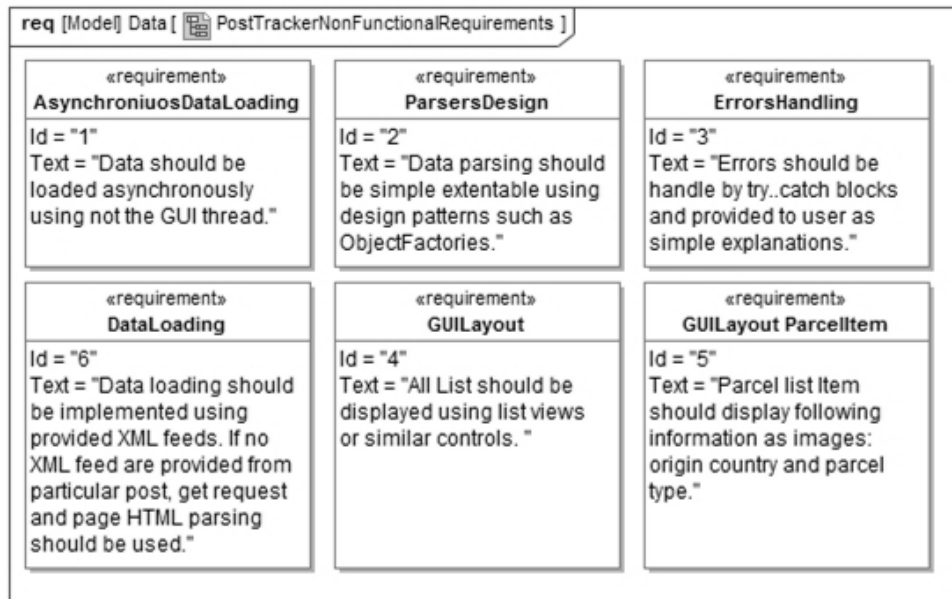 req [Model] Data [ PostTrackerNonFunctionalRequirements ]
«requirement»
AsynchroniuosDataLoading
Id = "1"
Text = "Data should be
loaded asynchronously
using not the GUI thread."
«requirement»
ParsersDesign
Id = "2"
Text = "Data parsing should
be simple extentable using
design patterns such as
ObjectFactories."
«requirement»
ErrorsHandling
Id = "3"
Text = "Errors should be
handle by try..catch blocks
and provided to user as
simple explanations."
«requirement»
DataLoading
Id = "6"
Text = "Data loading should
be implemented using
provided XML feeds. If no
XML feed are provided from
particular post, get request
and page HTML parsing
should be used."
«requirement»
GUILayout
Id = "4"
Text = "All List should be
displayed using list views
or similar controls. "
«requirement»
GUILayout ParcelItem
Id = "5"
Text = "Parcel list Item
should display following
information as images:
origin country and parcel
type."